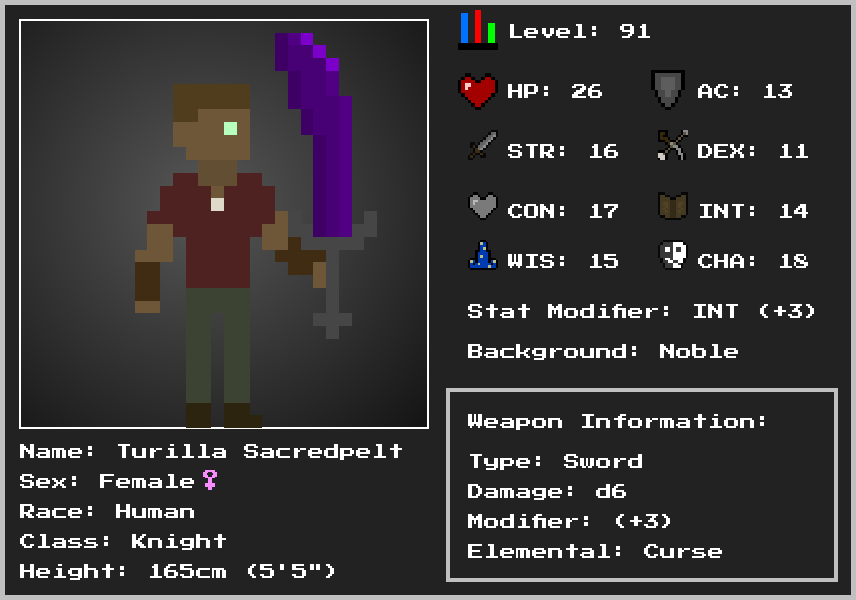 Level: 91
HP: 26
AC: 13
STR: 16
DEX: 11
CON: 17
INT: 14
WIS: 15
CHA: 18
Stat Modifier: INT (+3)
Background: Noble
Weapon Information:
Type: Sword
Damage: d6
Modifier: (+3)
Elemental: Curse
Name: Turilla Sacredpelt
Sex: Female♀
Race: Human
Class: Knight
Height: 165cm (5'5")